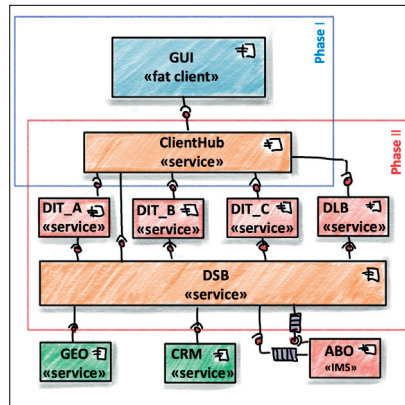 Phase I
GUI
«fat client»
Phase II
ClientHub
«service»
DIT_A
«service»
DIT_B
«service»
DIT_C
«service»
DLB
«service»
DSB
«service»
GEO
«service»
CRM
«service»
ABO
«IMS»